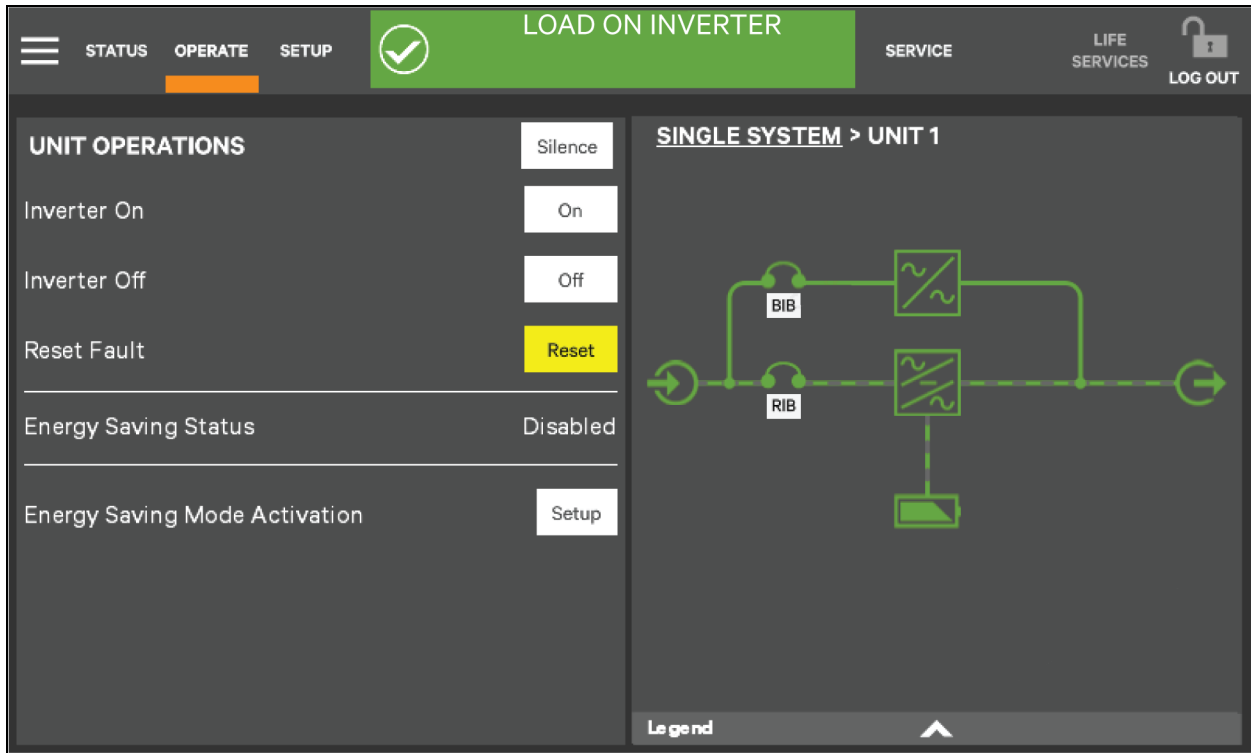 STATUS OPERATE SETUP
LOAD ON INVERTER
SERVICE
LIFE
SERVICES
LOG OUT
UNIT OPERATIONS
Silence
Inverter On
On
Inverter Off
Off
Reset Fault
Reset
Energy Saving Status
Disabled
Energy Saving Mode Activation
Setup
SINGLE SYSTEM > UNIT 1
BIB
RIB
Legend